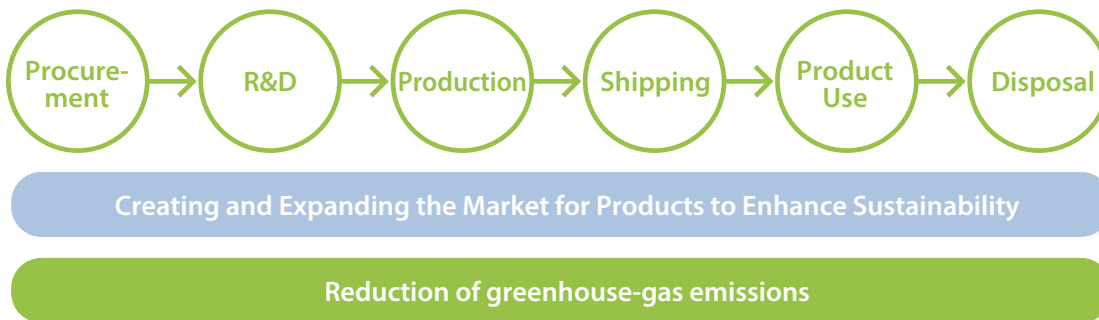 Procure-
ment
R&D
Production
Shipping
Product
Use
Disposal
Creating and Expanding the Market for Products to Enhance Sustainability
Reduction of greenhouse-gas emissions